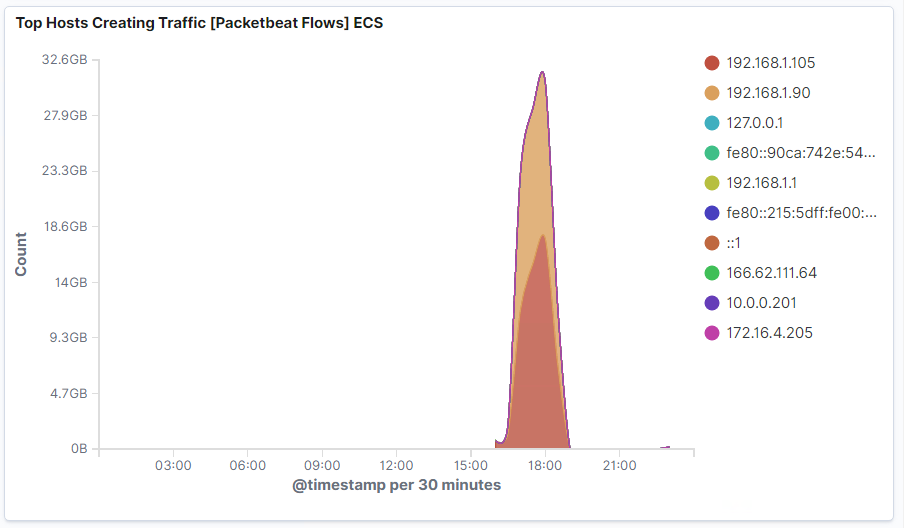 Top Hosts Creating Traffic [Packetbeat Flows] ECS
32.6GB
27.9GB
23.3GB
18.6GB
14GB
9.3GB
4.7GB
0B
Count
03:00
06:00
09:00
12:00
15:00
18:00
21:00
@timestamp per 30 minutes
192.168.1.105
192.168.1.90
127.0.0.1
fe80::90ca:742e:54...
192.168.1.1
fe80::215:5dff:fe00:...
::1
166.62.111.64
10.0.0.201
172.16.4.205